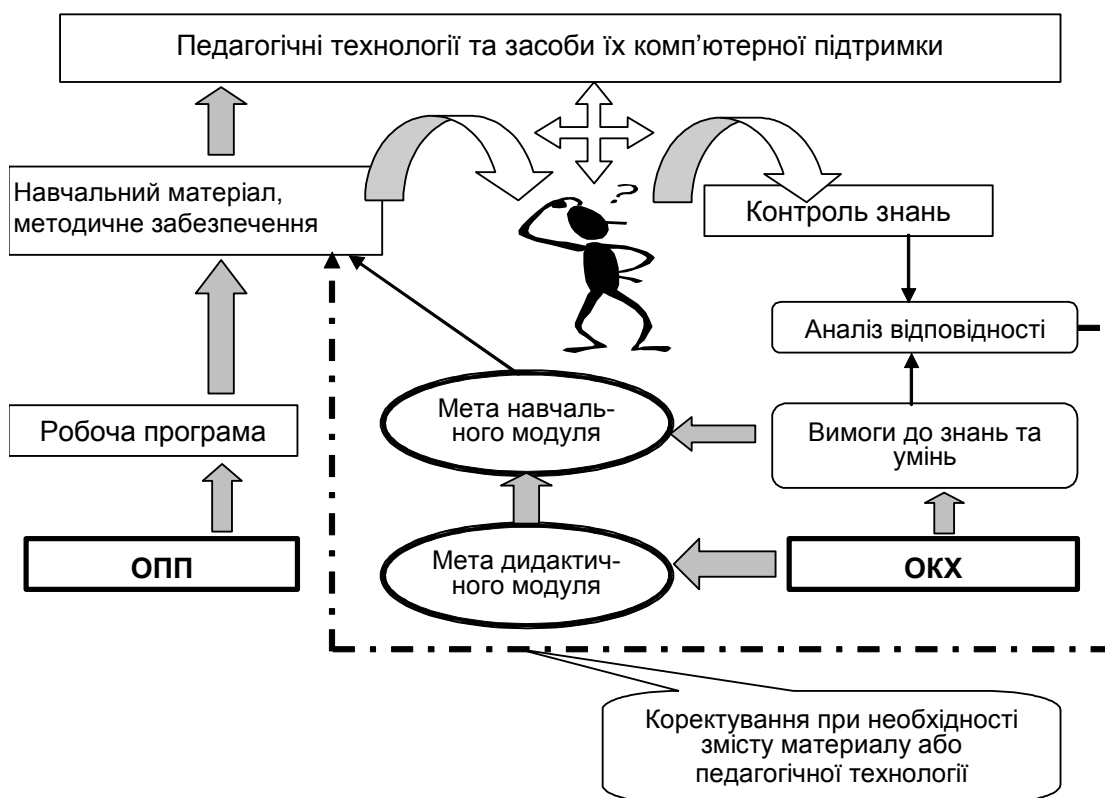 Педагогічні технології та засоби їх комп’ютерної підтримки
Навчальний матеріал,
методичне забезпечення
?
Контроль знань
Аналіз відповідності
Мета навчаль-
ного модуля
Робоча програма
Вимоги до знань та
умінь
ОПП
Мета дидактич-
ного модуля
ОКХ
Коректування при необхідності
змісту материалу або
педагогічної технології